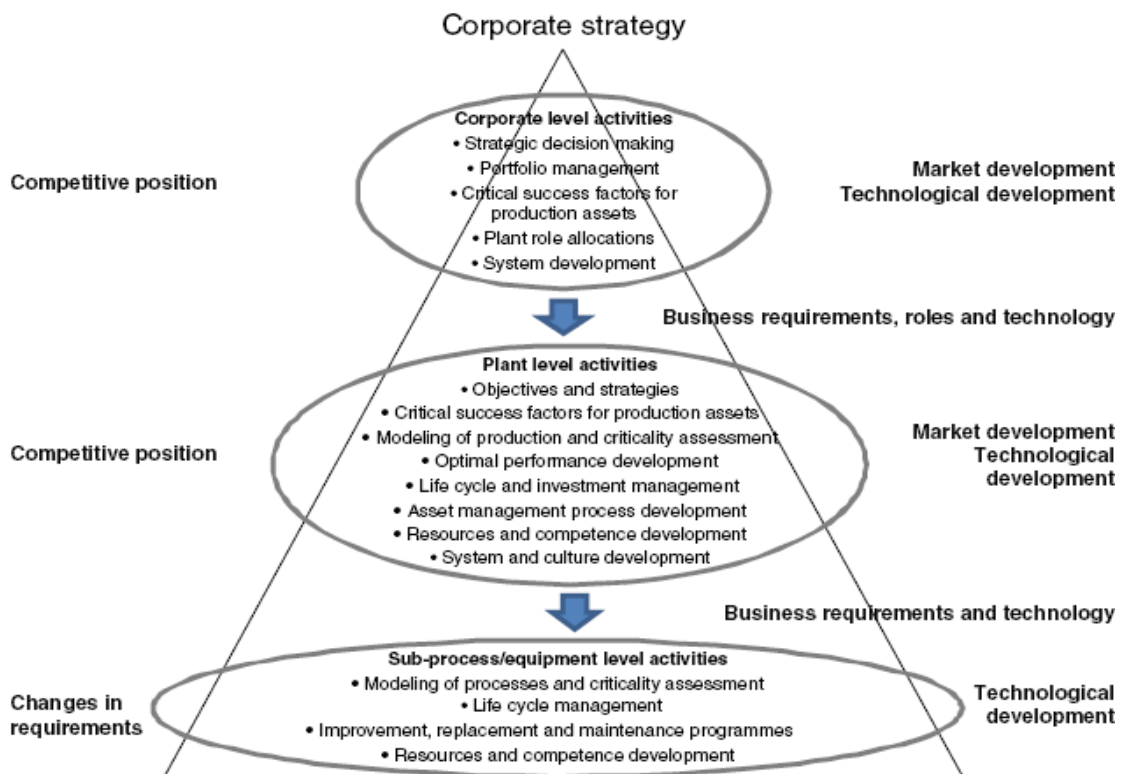 Corporate strategy
Corporate level activities
• Strategic decision making
• Portfolio management
• Critical success factors for
production assets
• Plant role allocations
• System development
Competitive position
Market development
Technological development
Business requirements, roles and technology
Plant level activities
• Objectives and strategies
• Critical success factors for production assets
• Modeling of production and criticality assessment
• Optimal performance development
• Life cycle and investment management
• Asset management process development
• Resources and competence development
• System and culture development
Competitive position
Market development
Technological
development
Business requirements and technology
Sub-process/equipment level activities
• Modeling of processes and criticality assessment
• Life cycle management
• Improvement, replacement and maintenance programmes
• Resources and competence development
Changes in
requirements
Technological
development